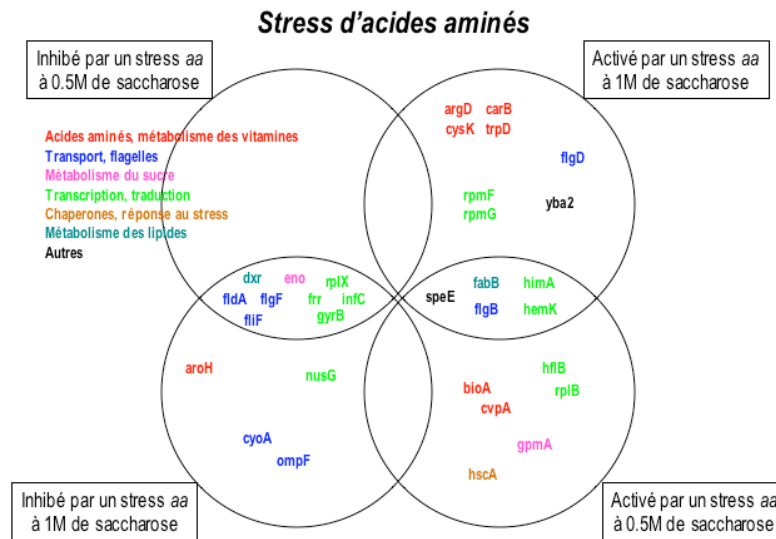 Stress d'acides aminés
Inhibé par un stress aa
à 0.5M de saccharose
Activé par un stress aa
à 1M de saccharose
Acides aminés, métabolisme des vitamines
Transport, flagelles
Métabolisme du sucre
Transcription, traduction
Chaperones, réponse au stress
Métabolisme des lipides
Autres
argD carB
cysK trpD
flgD
rpmF
rpmG
yba2
dxr eno rplX
fldA flgF frr infC
fliF gyrB
speE fabB himA
flgB hemK
aroH
nusG
cyoA
ompF
hflB
rplB
bioA
cvpA
gpmA
hscA
Inhibé par un stress aa
à 1M de saccharose
Activé par un stress aa
à 0.5M de saccharose